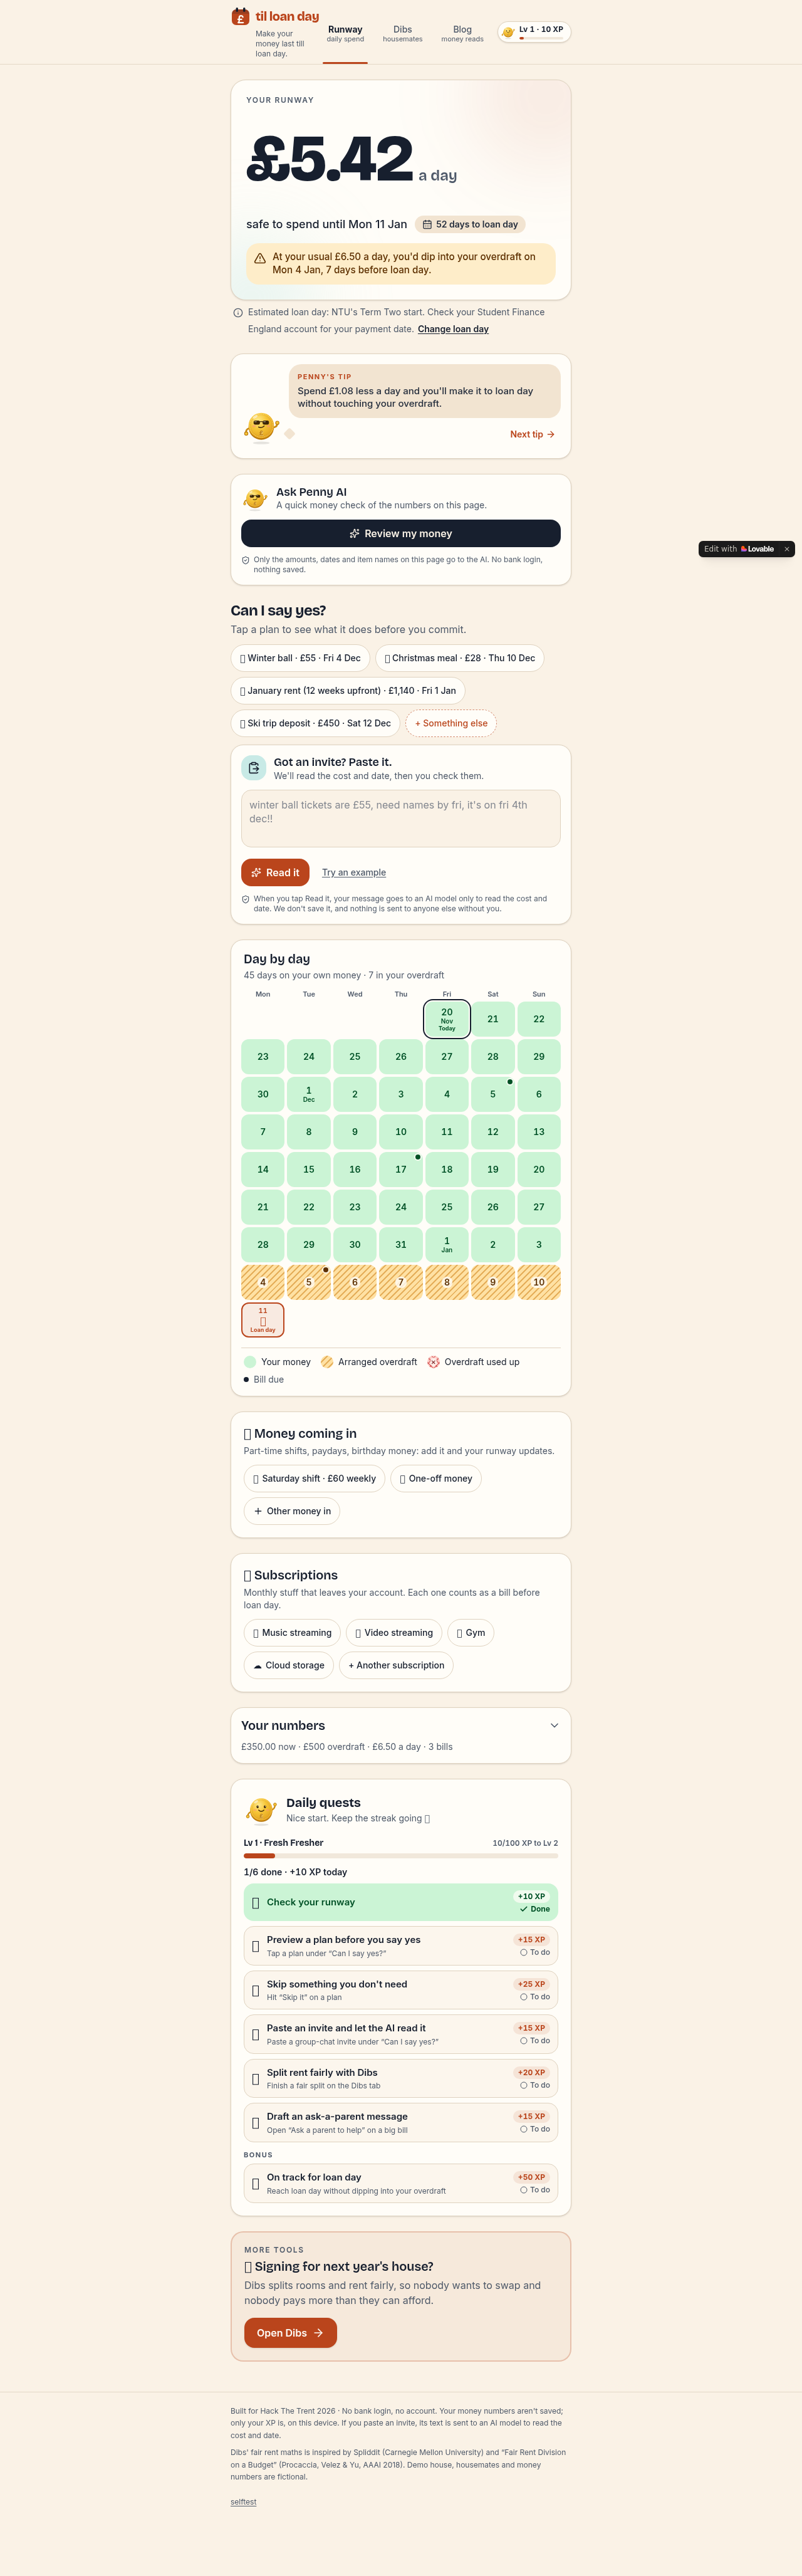 £ til loan day
Make your
money last till
loan day.
Runway
daily spend
Dibs
housemates
Blog
money reads
Lv 1 · 10 XP
YOUR RUNWAY
£5.42 a day
safe to spend until Mon 11 Jan
52 days to loan day
At your usual £6.50 a day, you'd dip into your overdraft on
Mon 4 Jan, 7 days before loan day.
Estimated loan day: NTU's Term Two start. Check your Student Finance
England account for your payment date. Change loan day
PENNY'S TIP
Spend £1.08 less a day and you'll make it to loan day
without touching your overdraft.
Next tip →
Ask Penny AI
A quick money check of the numbers on this page.
Review my money
Only the amounts, dates and item names on this page go to the AI. No bank login,
nothing saved.
Edit with Lovable ×
Can I say yes?
Tap a plan to see what it does before you commit.
Winter ball · £55 · Fri 4 Dec
Christmas meal · £28 · Thu 10 Dec
January rent (12 weeks upfront) · £1,140 · Fri 1 Jan
Ski trip deposit · £450 · Sat 12 Dec
+ Something else
Got an invite? Paste it.
We'll read the cost and date, then you check them.
winter ball tickets are £55, need names by fri, it's on fri 4th
dec!!
Read it
Try an example
When you tap Read it, your message goes to an AI model only to read the cost and
date. We don't save it, and nothing is sent to anyone else without you.
Day by day
45 days on your own money · 7 in your overdraft
Mon Tue Wed Thu Fri Sat Sun
20 Nov Today 21 22
23 24 25 26 27 28 29
30 1 Dec 2 3 4 5 6
7 8 9 10 11 12 13
14 15 16 17 18 19 20
21 22 23 24 25 26 27
28 29 30 31 1 Jan 2 3
4 5 6 7 8 9 10
11
Loan day
Your money
Arranged overdraft
Overdraft used up
Bill due
Money coming in
Part-time shifts, paydays, birthday money: add it and your runway updates.
Saturday shift · £60 weekly
One-off money
+ Other money in
Subscriptions
Monthly stuff that leaves your account. Each one counts as a bill before
loan day.
Music streaming
Video streaming
Gym
Cloud storage
+ Another subscription
Your numbers
£350.00 now · £500 overdraft · £6.50 a day · 3 bills
Daily quests
Nice start. Keep the streak going
Lv 1 · Fresh Fresher
10/100 XP to Lv 2
1/6 done · +10 XP today
Check your runway
+10 XP
Done
Preview a plan before you say yes
Tap a plan under “Can I say yes?”
+15 XP
To do
Skip something you don't need
Hit “Skip it” on a plan
+25 XP
To do
Paste an invite and let the AI read it
Paste a group-chat invite under “Can I say yes?”
+15 XP
To do
Split rent fairly with Dibs
Finish a fair split on the Dibs tab
+20 XP
To do
Draft an ask-a-parent message
Open “Ask a parent to help” on a big bill
+15 XP
To do
BONUS
On track for loan day
Reach loan day without dipping into your overdraft
+50 XP
To do
MORE TOOLS
Signing for next year's house?
Dibs splits rooms and rent fairly, so nobody wants to swap and
nobody pays more than they can afford.
Open Dibs →
Built for Hack The Trent 2026 · No bank login, no account. Your money numbers aren't saved;
only your XP is, on this device. If you paste an invite, its text is sent to an AI model to read the
cost and date.
Dibs' fair rent maths is inspired by Spliddit (Carnegie Mellon University) and “Fair Rent Division
on a Budget” (Procaccia, Velez & Yu, AAAI 2018). Demo house, housemates and money
numbers are fictional.
selftest